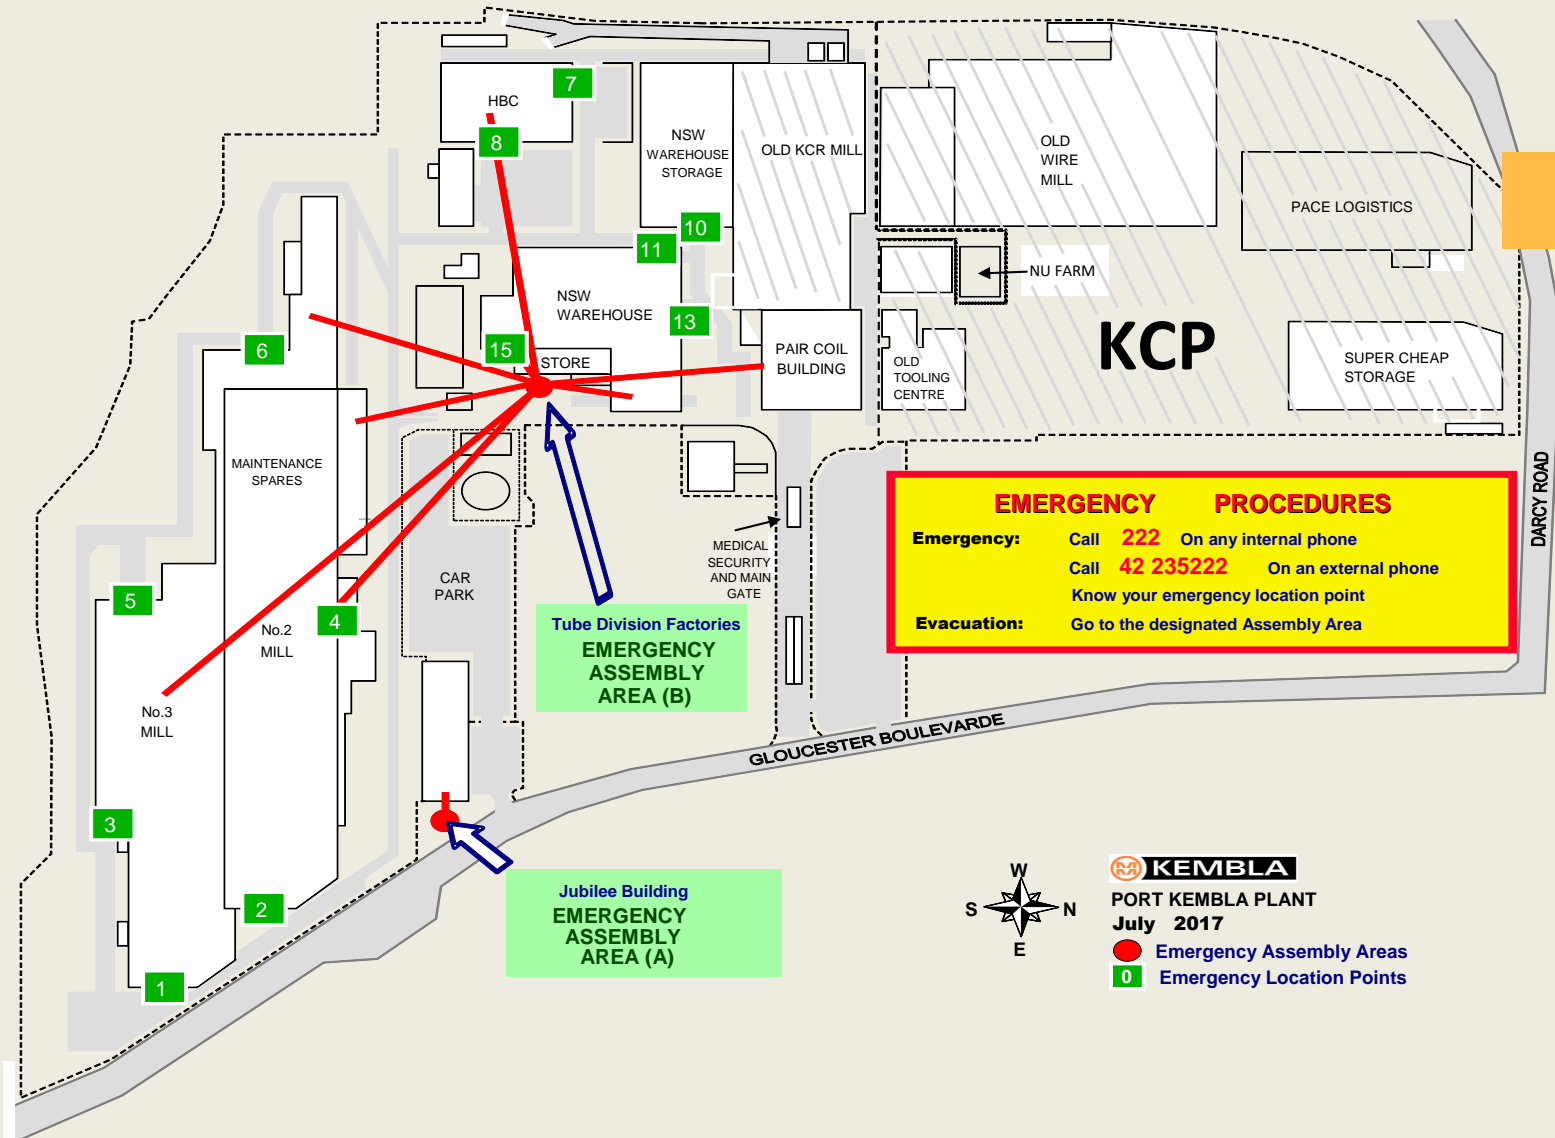 7
HBC
8
NSW
WAREHOUSE
STORAGE
OLD KCR MILL
OLD
WIRE
MILL
PACE LOGISTICS
10
11
NU FARM
NSW
WAREHOUSE
13
15
STORE
6
PAIR COIL
BUILDING
OLD
TOOLING
CENTRE
KCP
SUPER CHEAP
STORAGE
MAINTENANCE
SPARES
DARCY ROAD
EMERGENCY PROCEDURES
Emergency: Call 222 On any internal phone
Call 42 235222 On an external phone
Know your emergency location point
Evacuation: Go to the designated Assembly Area
MEDICAL
SECURITY
AND MAIN
GATE
CAR
PARK
5
4
No.2
MILL
Tube Division Factories
EMERGENCY
ASSEMBLY
AREA (B)
No.3
MILL
GLOUCESTER BOULEVARDE
3
2
1
Jubilee Building
EMERGENCY
ASSEMBLY
AREA (A)
W
S N
E
MM KEMBLA
PORT KEMBLA PLANT
July 2017
Emergency Assembly Areas
0 Emergency Location Points